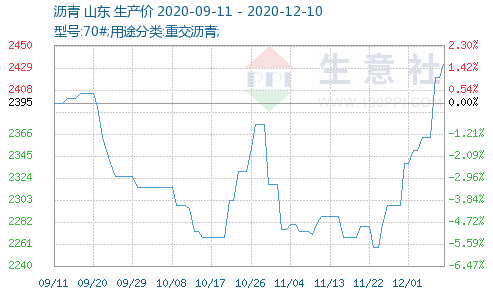 沥青 山东 生产价 2020-09-11 - 2020-12-10
型号:70#;用途分类:重交沥青;
2450 2.30%
2429 1.42%
2408 0.54%
2395 0.00%
2366 -1.21%
2345 -2.09%
2324 -2.96%
2303 -3.84%
2282 -4.72%
2261 -5.59%
2240 -6.47%
PPI
生意社
www.100PPI.com
09/11 09/20 09/29 10/08 10/17 10/26 11/04 11/13 11/22 12/01